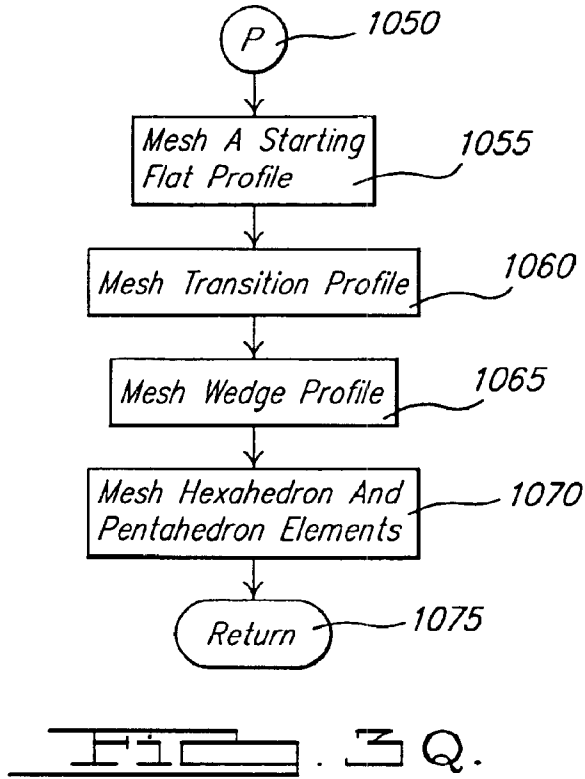 P
1050
Mesh A Starting
Flat Profile
1055
Mesh Transition Profile
1060
Mesh Wedge Profile
1065
Mesh Hexahedron And
Pentahedron Elements
1070
Return
1075
Fig. 3Q.